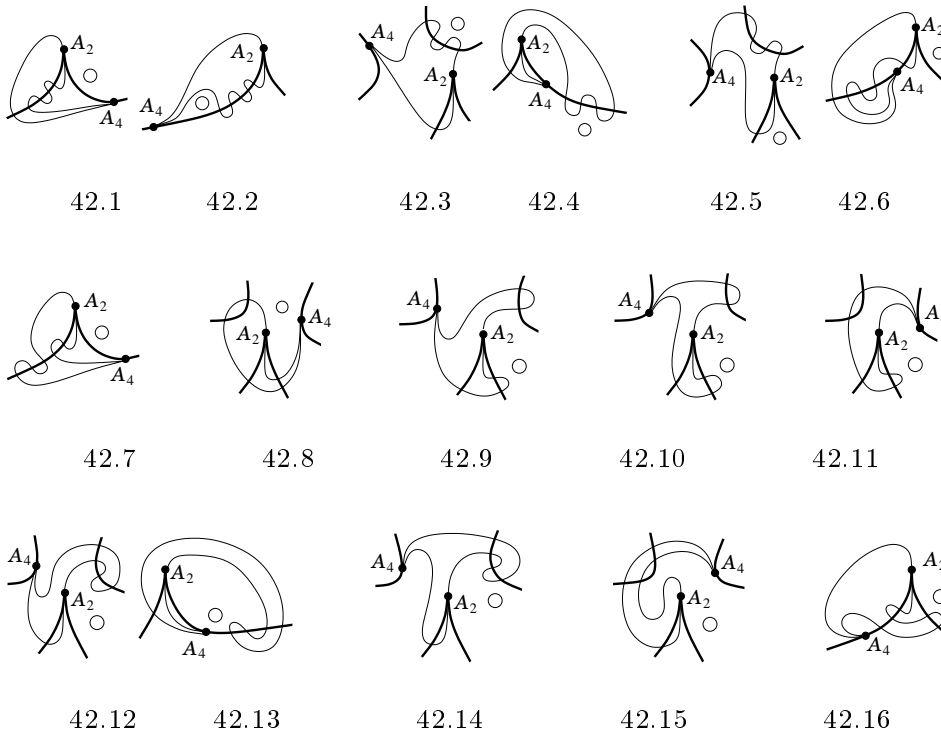 A₂ A₄ A₂ A₄ A₄ A₂ A₂ A₄ A₄ A₂ A₂ A₄
42.1 42.2 42.3 42.4 42.5 42.6
A₂ A₄ A₂ A₄ A₄ A₂ A₄ A₂ A₂ A
42.7 42.8 42.9 42.10 42.11
A₄ A₂ A₂ A₄ A₄ A₂ A₂ A₄ A₂ A₄
42.12 42.13 42.14 42.15 42.16